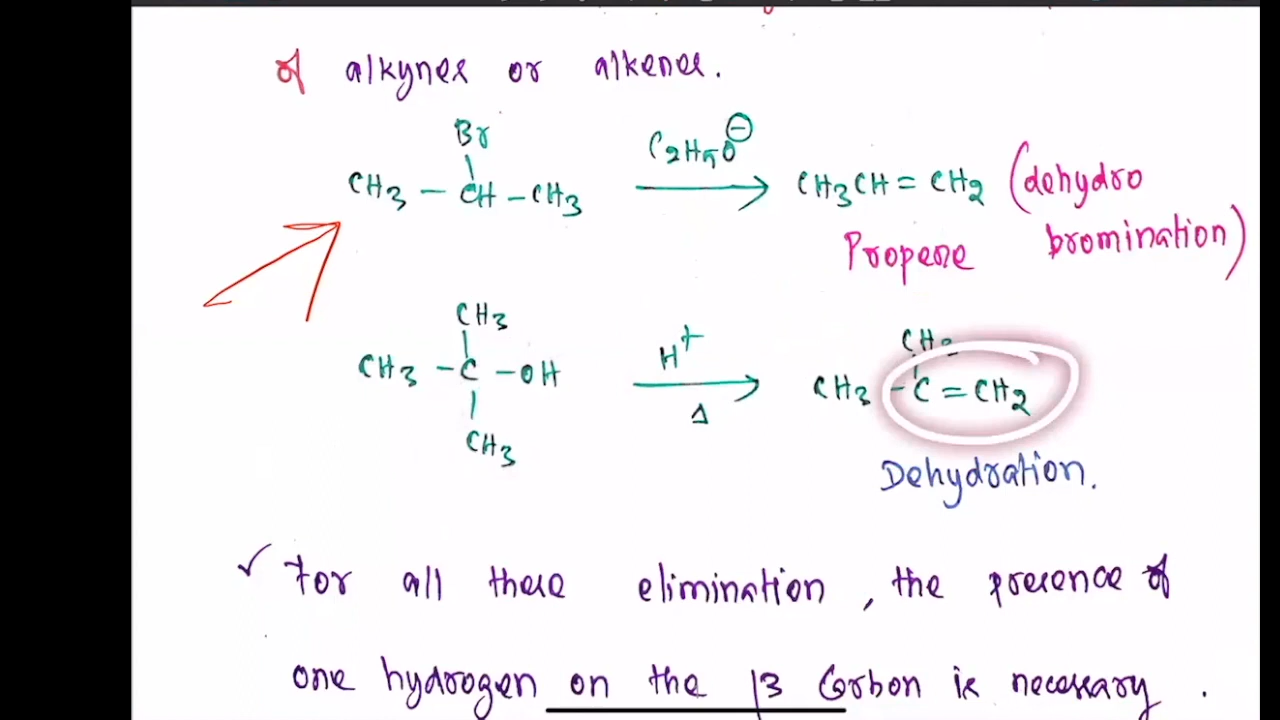 of alkynes or alkenes.
Br
C2H5O⊖
CH3 – CH – CH3 → CH3CH = CH2 (dehydro
Propene bromination)
CH3
CH3
H+
CH3 – C – OH → CH3 – C = CH2
Δ
CH3
Dehydration.
✓ For all these elimination, the presence of
one hydrogen on the β Carbon is necessary.